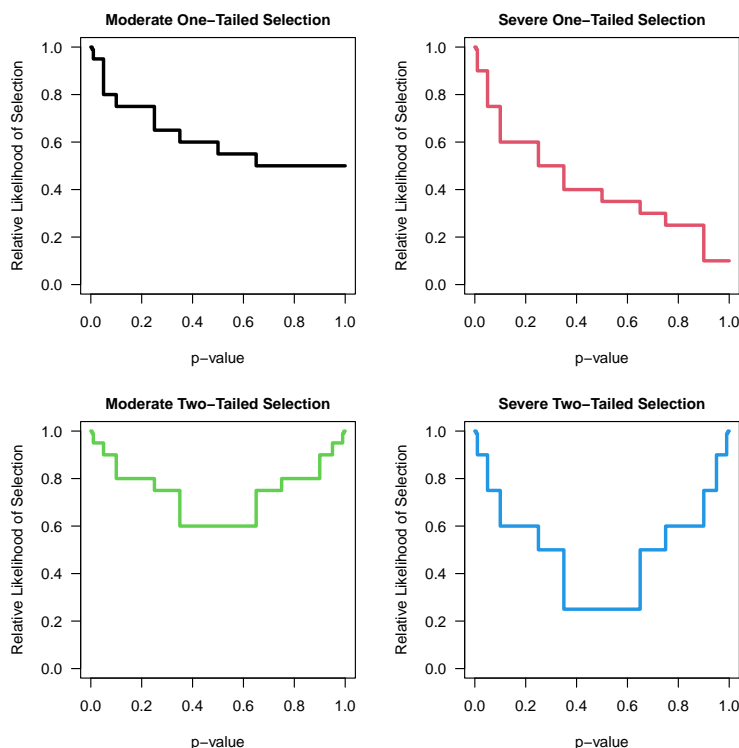 Moderate One−Tailed Selection
Relative Likelihood of Selection
1.0
0.8
0.6
0.4
0.2
0.0
0.0 0.2 0.4 0.6 0.8 1.0
p−value
Severe One−Tailed Selection
Relative Likelihood of Selection
1.0
0.8
0.6
0.4
0.2
0.0
0.0 0.2 0.4 0.6 0.8 1.0
p−value
Moderate Two−Tailed Selection
Relative Likelihood of Selection
1.0
0.8
0.6
0.4
0.2
0.0
0.0 0.2 0.4 0.6 0.8 1.0
p−value
Severe Two−Tailed Selection
Relative Likelihood of Selection
1.0
0.8
0.6
0.4
0.2
0.0
0.0 0.2 0.4 0.6 0.8 1.0
p−value